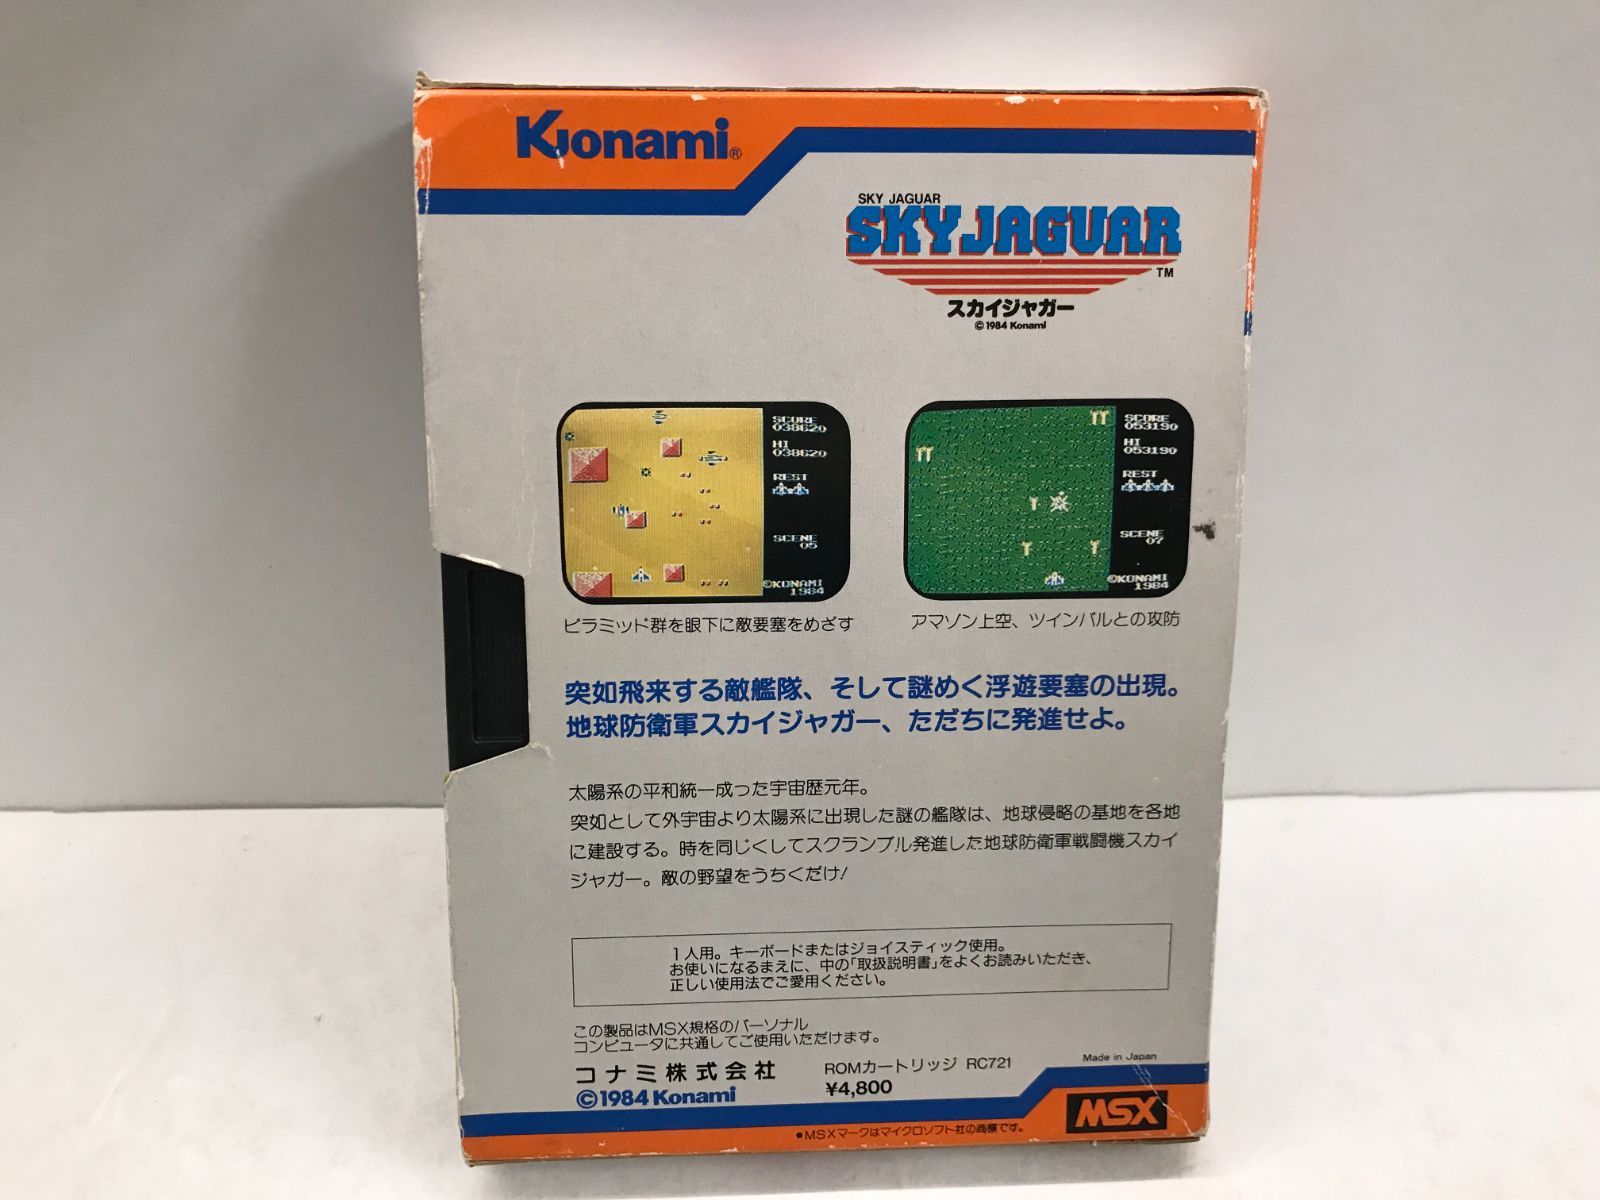 Konami®
SKY JAGUAR
SKY JAGUAR
TM
スカイジャガー
©1984 Konami
SCORE
038620
HI
038620
REST
SCENE
05
©KONAMI
1984
SCORE
053190
HI
053190
REST
SCENE
07
©KONAMI
1984
ピラミッド群を眼下に敵要塞をめざす
アマゾン上空、ツインバルとの攻防
突如飛来する敵艦隊、そして謎めく浮遊要塞の出現。
地球防衛軍スカイジャガー、ただちに発進せよ。
太陽系の平和統一成った宇宙歴元年。
突如として外宇宙より太陽系に出現した謎の艦隊は、地球侵略の基地を各地
に建設する。時を同じくしてスクランブル発進した地球防衛軍戦闘機スカイ
ジャガー。敵の野望をうちくだけ!
1人用。キーボードまたはジョイスティック使用。
お使いになるまえに、中の「取扱説明書」をよくお読みいただき、
正しい使用法でご愛用ください。
この製品はMSX規格のパーソナル
コンピュータに共通してご使用いただけます。
コナミ株式会社
©1984 Konami
ROMカートリッジ RC721
¥4,800
Made in Japan
MSX
●MSXマークはマイクロソフト社の商標です。